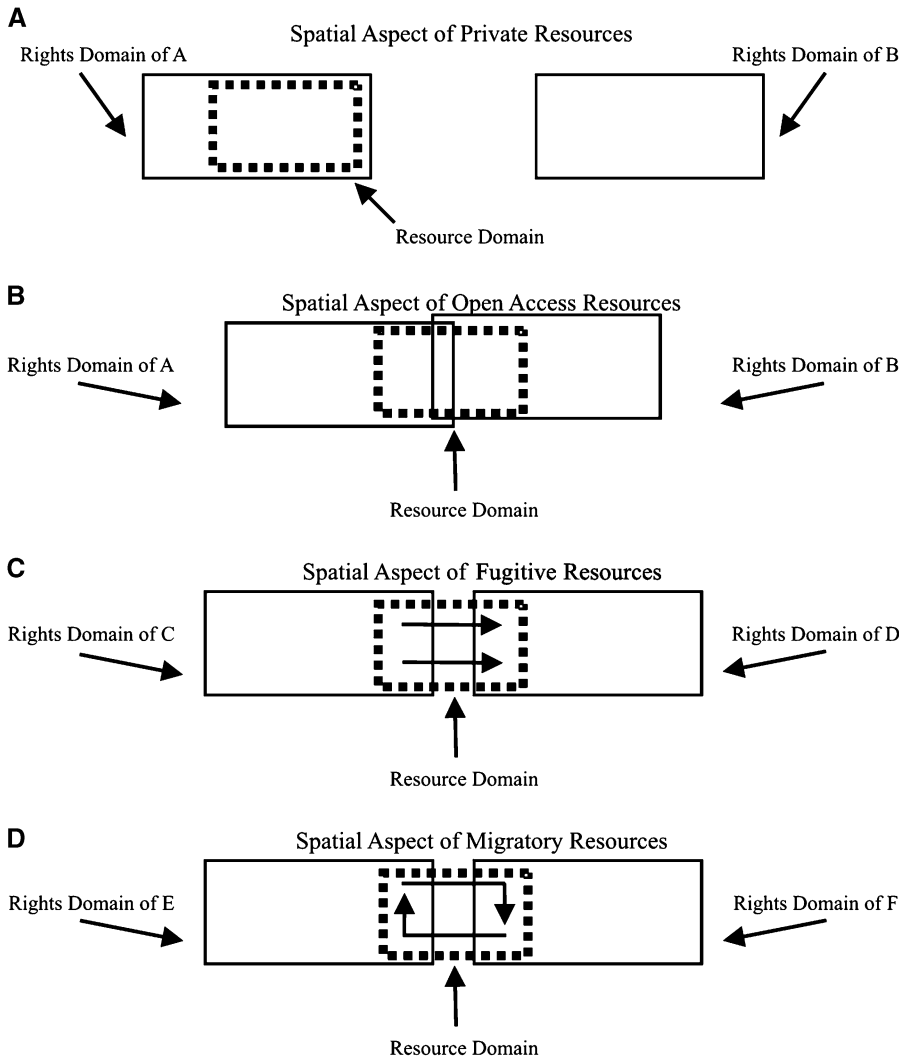 A
Spatial Aspect of Private Resources
Rights Domain of A
Rights Domain of B
Resource Domain
B
Spatial Aspect of Open Access Resources
Rights Domain of A
Rights Domain of B
Resource Domain
C
Spatial Aspect of Fugitive Resources
Rights Domain of C
Rights Domain of D
Resource Domain
D
Spatial Aspect of Migratory Resources
Rights Domain of E
Rights Domain of F
Resource Domain